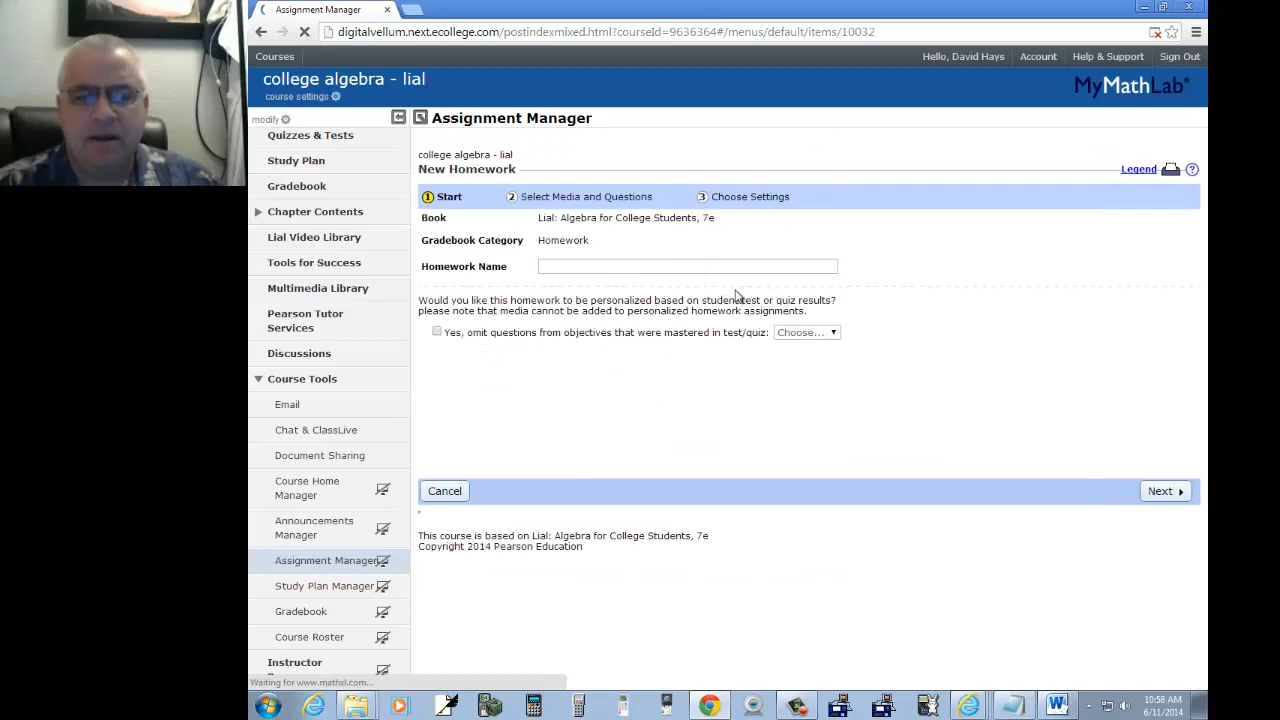 Assignment Manager
digitalvellum.next.ecollege.com/postindexmixed.html?courseId=9636364#/menus/default/items/10032
Courses
Hello, David Hays
Account
Help & Support
Sign Out
college algebra - lial
course settings
MyMathLab
modify
Assignment Manager
Quizzes & Tests
Study Plan
Gradebook
Chapter Contents
Lial Video Library
Tools for Success
Multimedia Library
Pearson Tutor
Services
Discussions
Course Tools
Email
Chat & ClassLive
Document Sharing
Course Home
Manager
Announcements
Manager
Assignment Manager
Study Plan Manager
Gradebook
Course Roster
Instructor
college algebra - lial
New Homework
Legend
1 Start
2 Select Media and Questions
3 Choose Settings
Book Lial: Algebra for College Students, 7e
Gradebook Category Homework
Homework Name
Would you like this homework to be personalized based on student test or quiz results?
please note that media cannot be added to personalized homework assignments.
Yes, omit questions from objectives that were mastered in test/quiz: Choose...
Cancel
Next
This course is based on Lial: Algebra for College Students, 7e
Copyright 2014 Pearson Education
Waiting for www.mathxl.com...
10:58 AM
6/11/2014